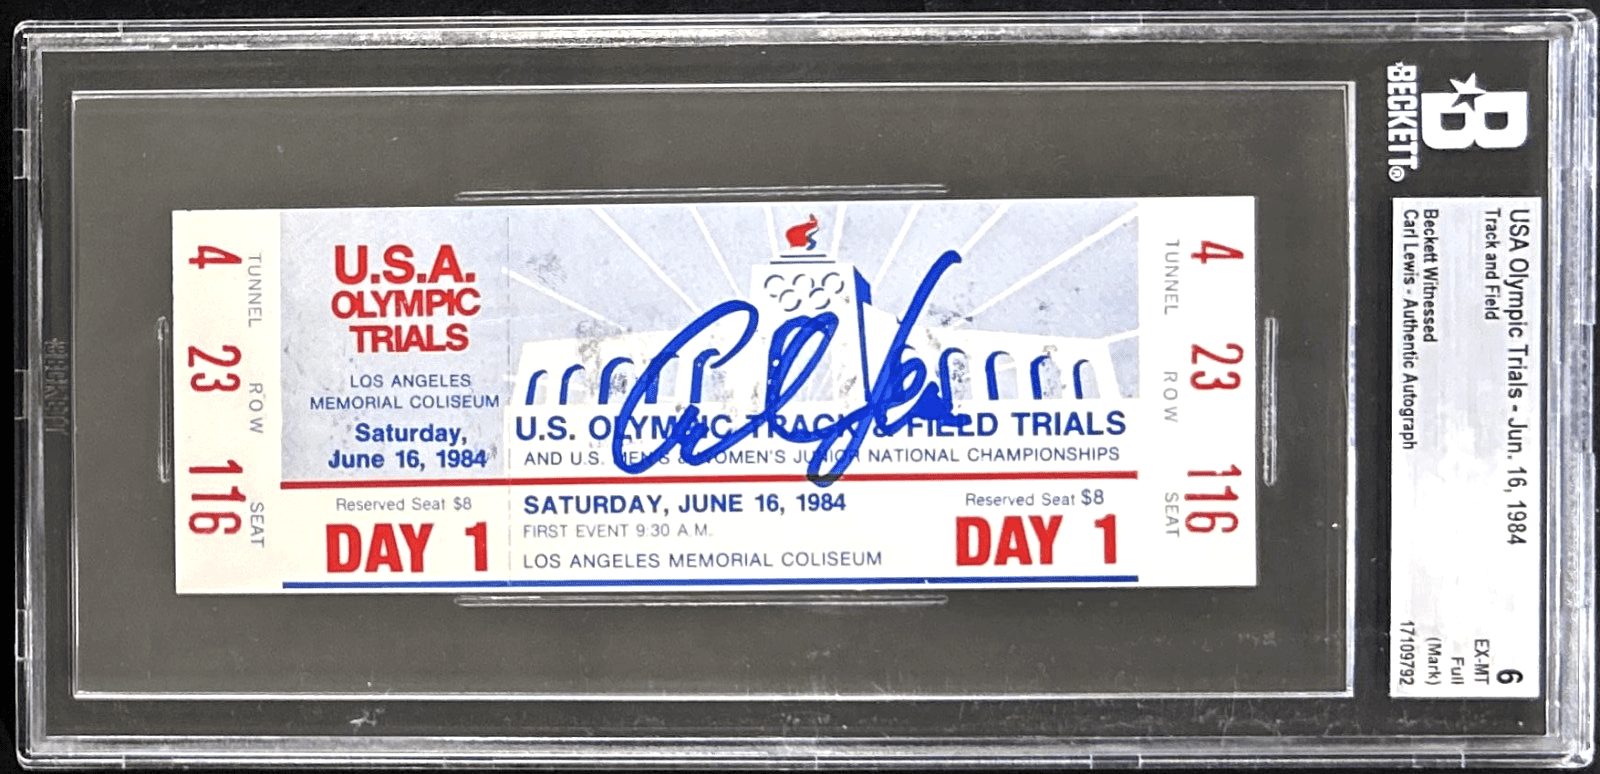 4 TUNNEL
23 ROW
116 SEAT
U.S.A.
OLYMPIC
TRIALS
LOS ANGELES
MEMORIAL COLISEUM
Saturday,
June 16, 1984
Reserved Seat $8
DAY 1
U.S. OLYMPIC TRACK & FIELD TRIALS
AND U.S. MEN'S & WOMEN'S JUNIOR NATIONAL CHAMPIONSHIPS
SATURDAY, JUNE 16, 1984
FIRST EVENT 9:30 A.M.
LOS ANGELES MEMORIAL COLISEUM
Reserved Seat $8
DAY 1
TUNNEL 4
ROW 23
SEAT 116
Carl Lewis
B
BECKETT®
USA Olympic Trials - Jun. 16, 1984
Track and Field
Beckett Witnessed
Carl Lewis - Authentic Autograph
6
EX-MT
Full
(Mark)
17109792